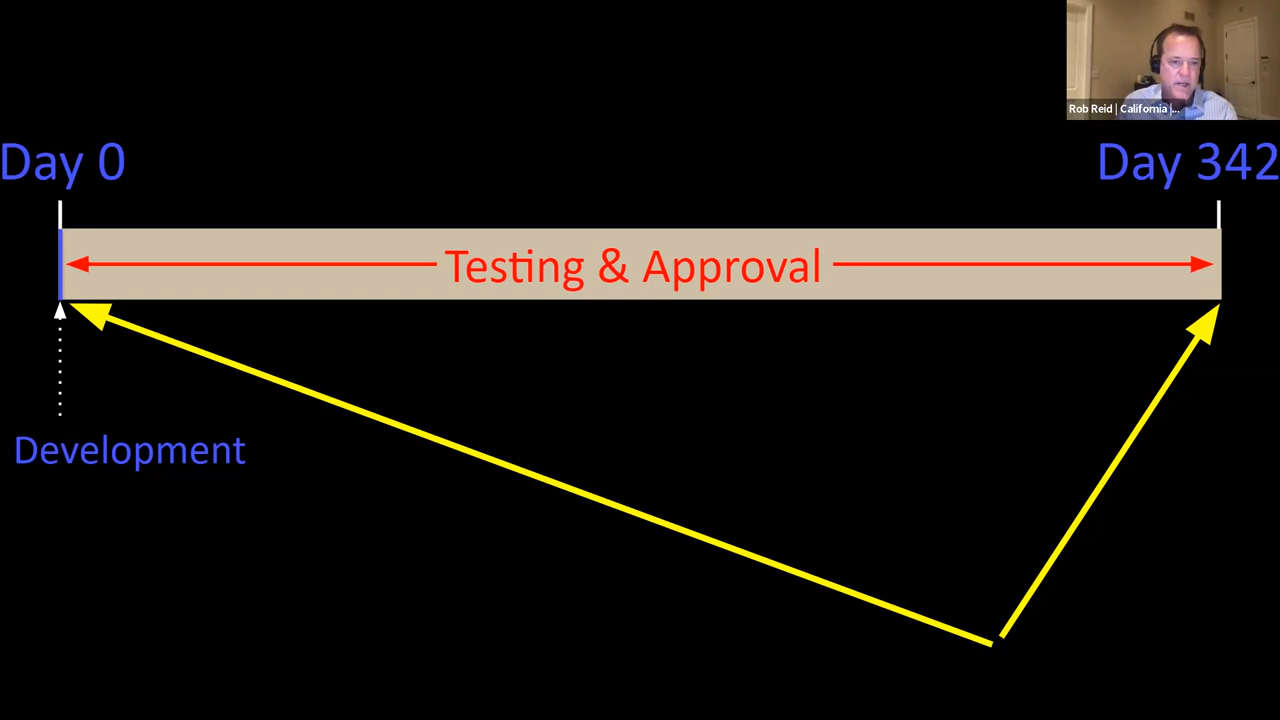 Rob Reid | California |...
Day 0
Day 342
Testing & Approval
Development